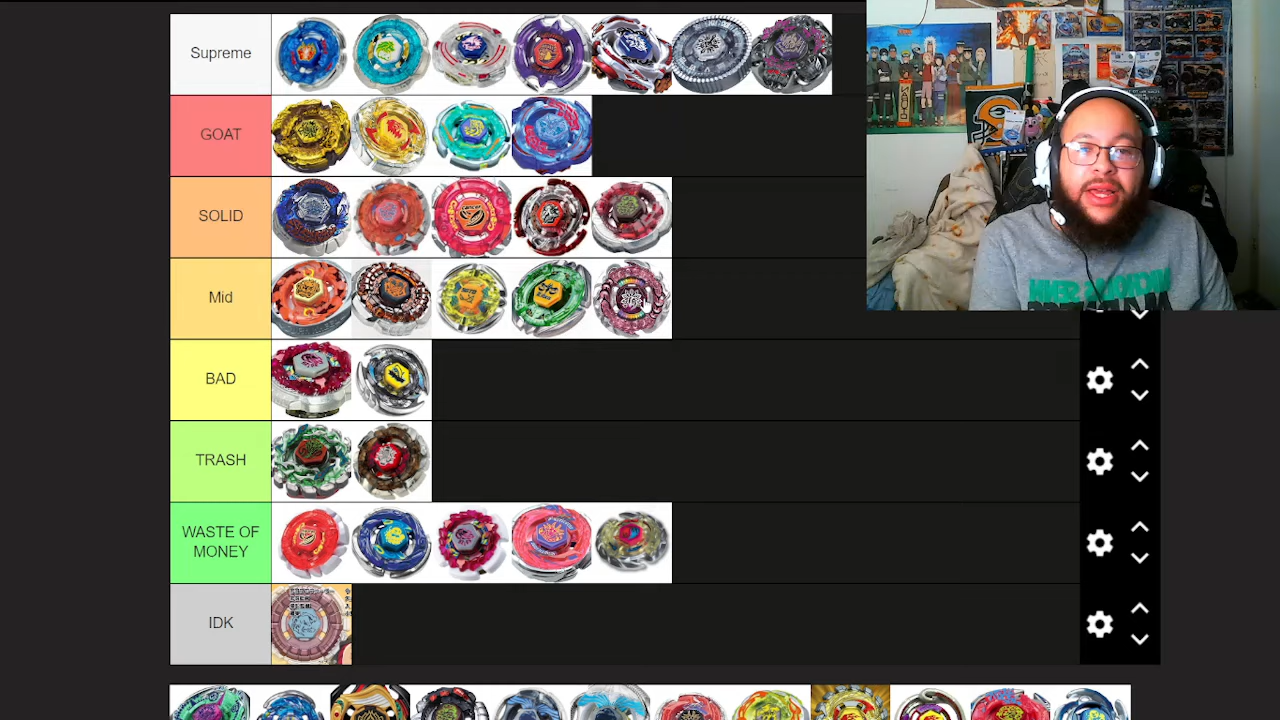 Supreme
GOAT
SOLID
Mid
BAD
TRASH
WASTE OF
MONEY
IDK